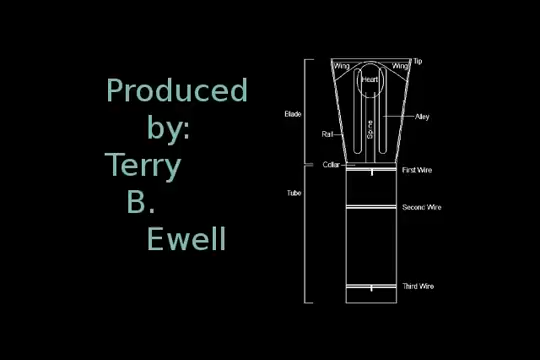 Produced
by:
Terry
B.
Ewell
Wing
Wing
Tip
Heart
Blade
Alley
Spine
Rail
Collar
First Wire
Tube
Second Wire
Third Wire